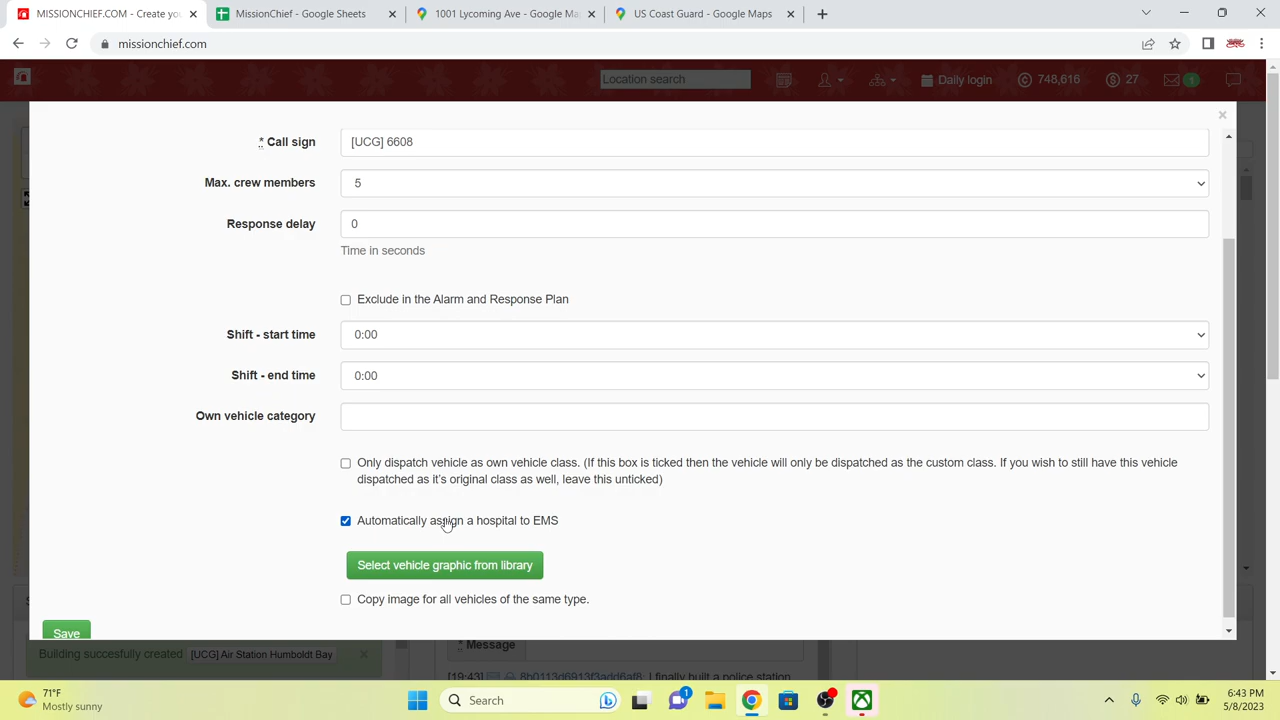 MISSIONCHIEF.COM - Create you
MissionChief - Google Sheets
1001 Lycoming Ave - Google Ma
US Coast Guard - Google Maps
missionchief.com
Location search
Daily login
748,616
27
1
* Call sign
[UCG] 6608
Max. crew members
5
Response delay
0
Time in seconds
Exclude in the Alarm and Response Plan
Shift - start time
0:00
Shift - end time
0:00
Own vehicle category
Only dispatch vehicle as own vehicle class. (If this box is ticked then the vehicle will only be dispatched as the custom class. If you wish to still have this vehicle
dispatched as it's original class as well, leave this unticked)
Automatically assign a hospital to EMS
Select vehicle graphic from library
Copy image for all vehicles of the same type.
Save
Building succesfully created [UCG] Air Station Humboldt Bay
* Message
[19:43] 8b0113d6913f3dd6af8. I finally built a police station
71°F
Mostly sunny
Search
1
6:43 PM
5/8/2023